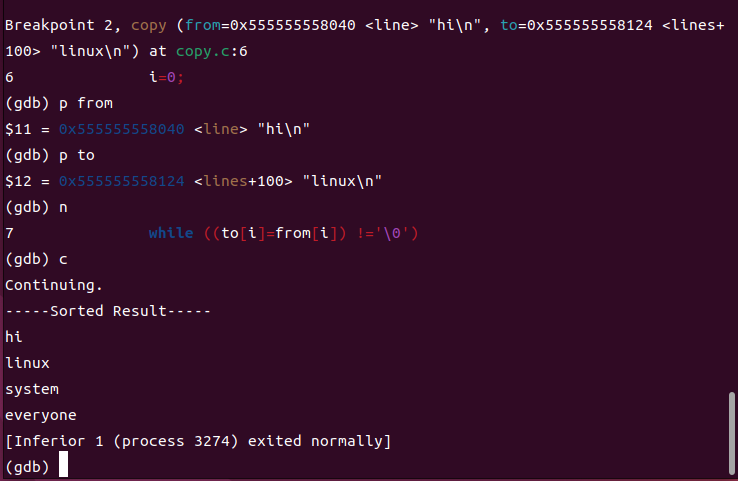 Breakpoint 2, copy (from=0x555555558040 <line> "hi\n", to=0x555555558124 <lines+
100> "linux\n") at copy.c:6
6               i=0;
(gdb) p from
$11 = 0x555555558040 <line> "hi\n"
(gdb) p to
$12 = 0x555555558124 <lines+100> "linux\n"
(gdb) n
7               while ((to[i]=from[i]) !='\0')
(gdb) c
Continuing.
-----Sorted Result-----
hi
linux
system
everyone
[Inferior 1 (process 3274) exited normally]
(gdb)